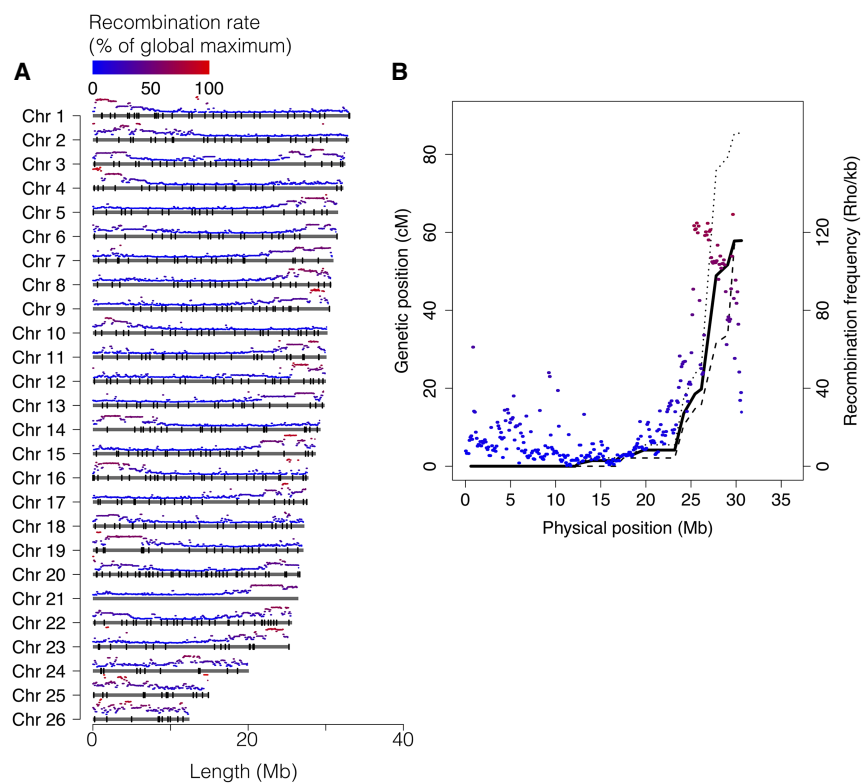 Recombination rate
(% of global maximum)
A
B
0 50 100
Chr 1
Chr 2
Chr 3
Chr 4
Chr 5
Chr 6
Chr 7
Chr 8
Chr 9
Chr 10
Chr 11
Chr 12
Chr 13
Chr 14
Chr 15
Chr 16
Chr 17
Chr 18
Chr 19
Chr 20
Chr 21
Chr 22
Chr 23
Chr 24
Chr 25
Chr 26
0 20 40
Length (Mb)
Genetic position (cM)
80
60
40
20
0
120
80
40
0
Recombination frequency (Rho/kb)
0 5 10 15 20 25 30 35
Physical position (Mb)